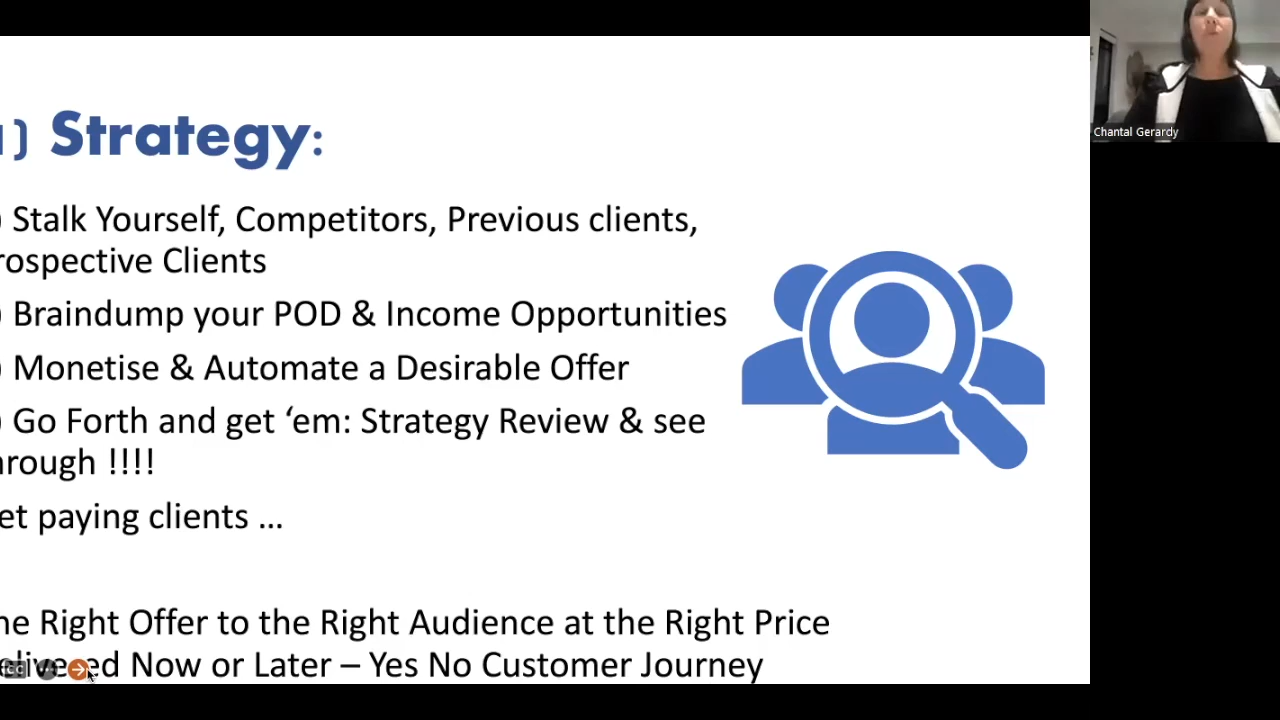 ) Strategy:
) Stalk Yourself, Competitors, Previous clients,
rospective Clients
) Braindump your POD & Income Opportunities
) Monetise & Automate a Desirable Offer
) Go Forth and get ‘em: Strategy Review & see
hrough !!!!
et paying clients ...
he Right Offer to the Right Audience at the Right Price
elivered Now or Later – Yes No Customer Journey
CC
Chantal Gerardy